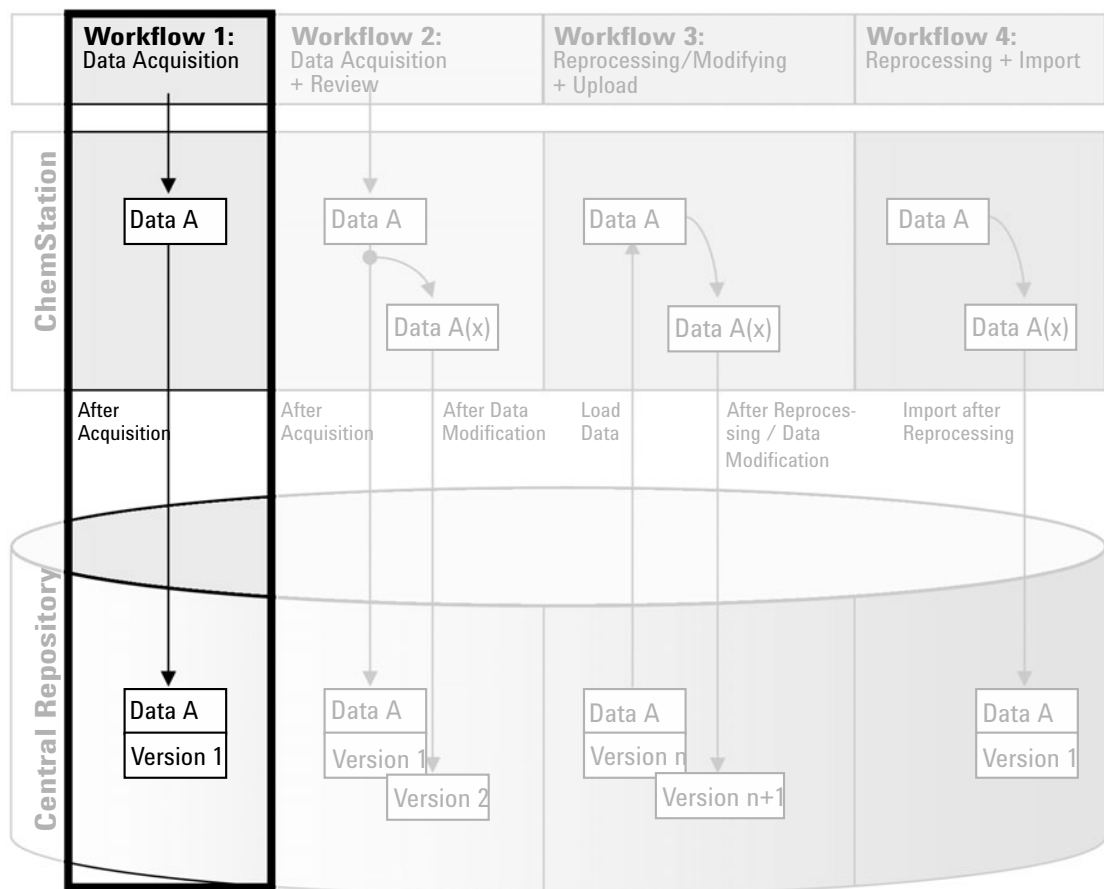 Workflow 1:
Data Acquisition
Workflow 2:
Data Acquisition
+ Review
Workflow 3:
Reprocessing/Modifying
+ Upload
Workflow 4:
Reprocessing + Import
ChemStation
Data A
Data A
Data A(x)
Data A
Data A(x)
Data A
Data A(x)
After
Acquisition
After
Acquisition
After Data
Modification
Load
Data
After Reproces-
sing / Data
Modification
Import after
Reprocessing
Central Repository
Data A
Version 1
Data A
Version 1
Version 2
Data A
Version n
Version n+1
Data A
Version 1